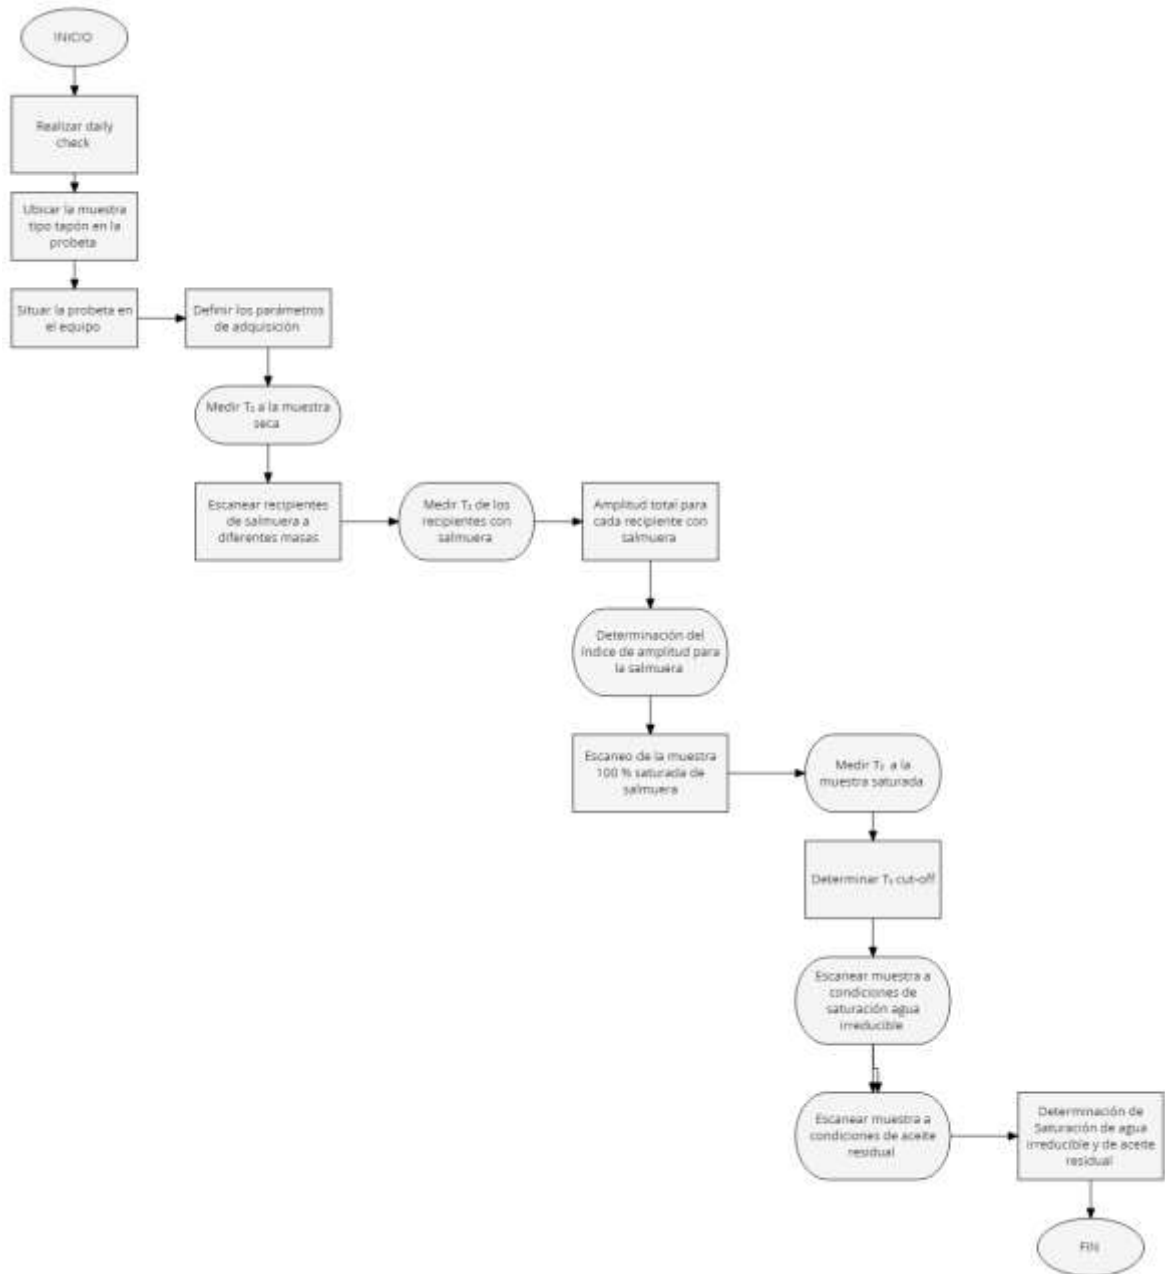 INICIO
Realizar daily
check
Ubicar la muestra
tipo tapón en la
probeta
Situar la probeta en
el equipo
Definir los parámetros
de adquisición
Medir T₂ a la muestra
seca
Escanear recipientes
de salmuera a
diferentes masas
Medir T₂ de los
recipientes con
salmuera
Amplitud total para
cada recipiente con
salmuera
Determinación del
índice de amplitud para
la salmuera
Escaneo de la muestra
100 % saturada de
salmuera
Medir T₂ a la
muestra saturada
Determinar T₂ cut-off
Escanear muestra a
condiciones de
saturación agua
irreducible
Escanear muestra a
condiciones de aceite
residual
Determinación de
Saturación de agua
irreducible y de aceite
residual
FIN